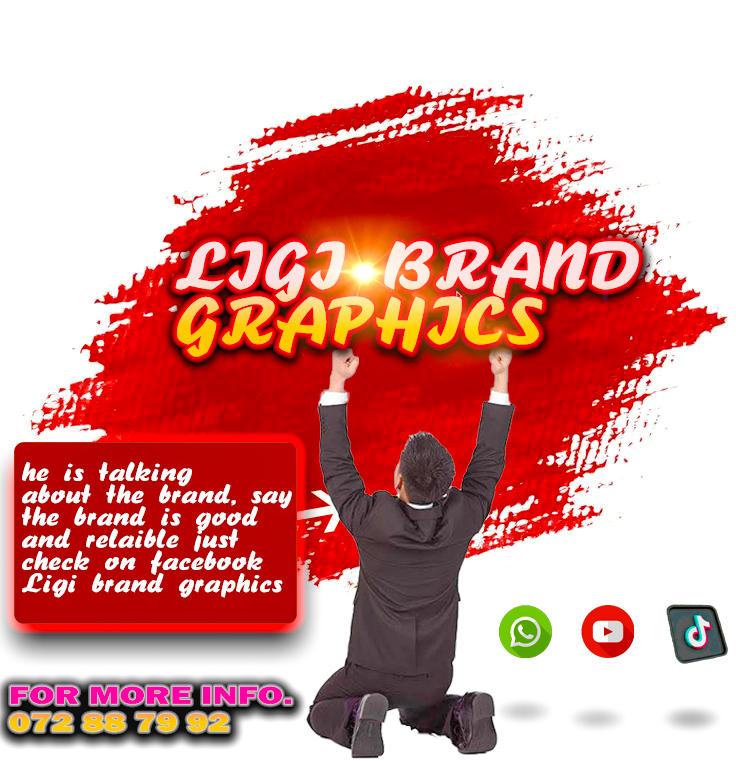 LIGI BRAND
GRAPHICS
he is talking
about the brand, say
the brand is good
and relaible just
check on facebook
Ligi brand graphics
FOR MORE INFO.
072 88 79 92